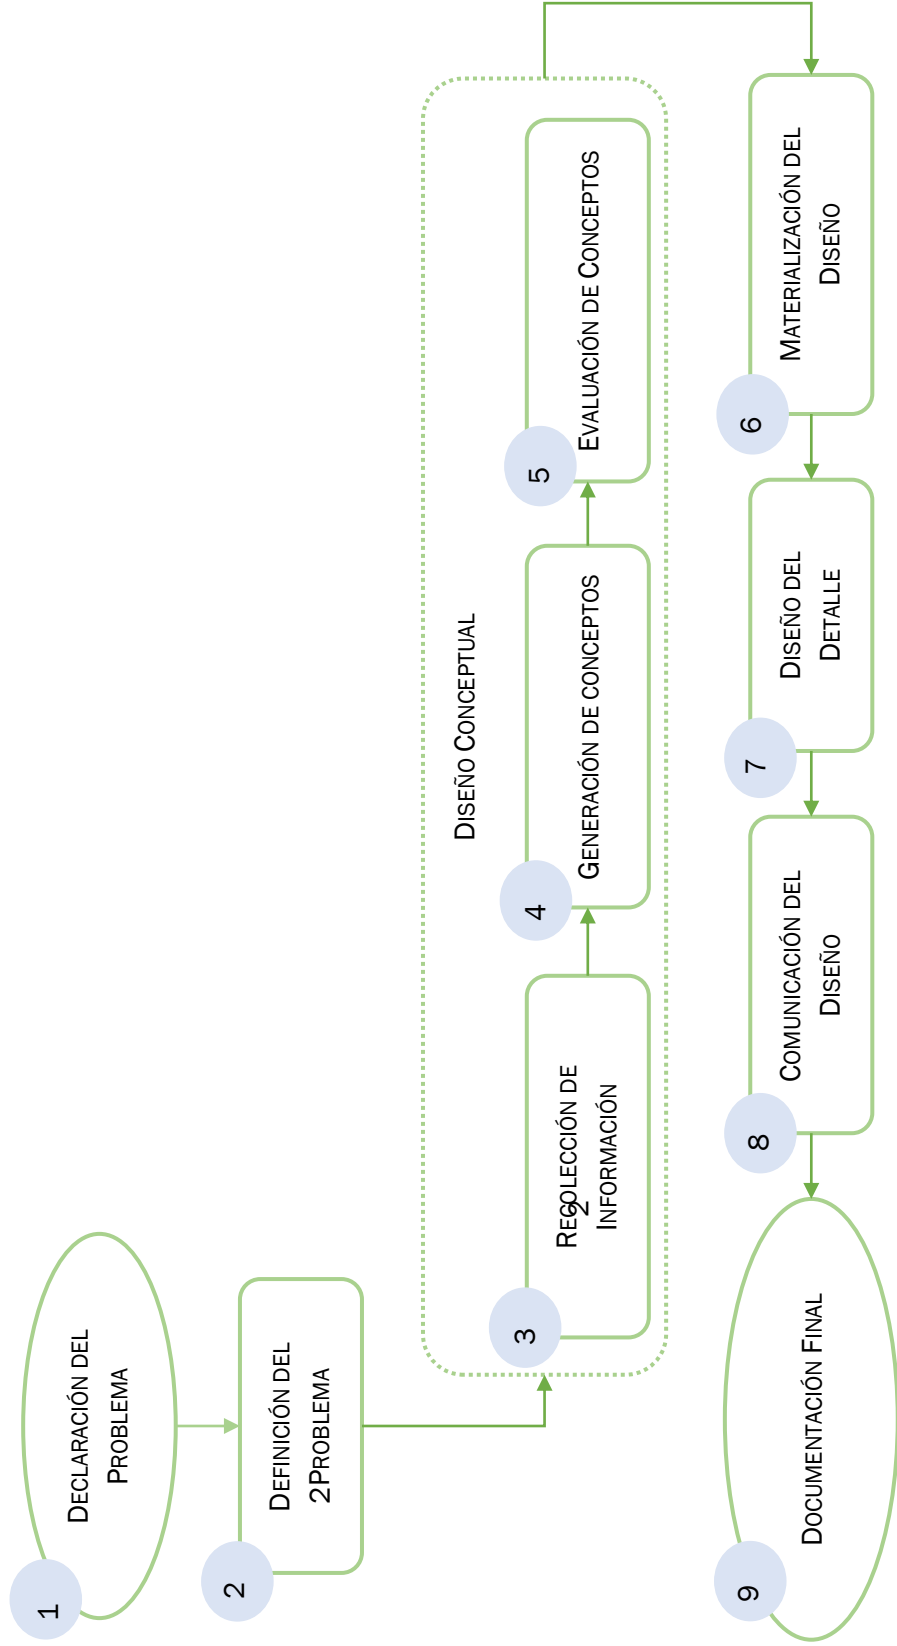 1
DECLARACIÓN DEL
PROBLEMA
2
DEFINICIÓN DEL
2PROBLEMA
DISEÑO CONCEPTUAL
3
RECOLECCIÓN DE
2
INFORMACIÓN
4
GENERACIÓN DE CONCEPTOS
5
EVALUACIÓN DE CONCEPTOS
6
MATERIALIZACIÓN DEL
DISEÑO
7
DISEÑO DEL
DETALLE
8
COMUNICACIÓN DEL
DISEÑO
9
DOCUMENTACIÓN FINAL